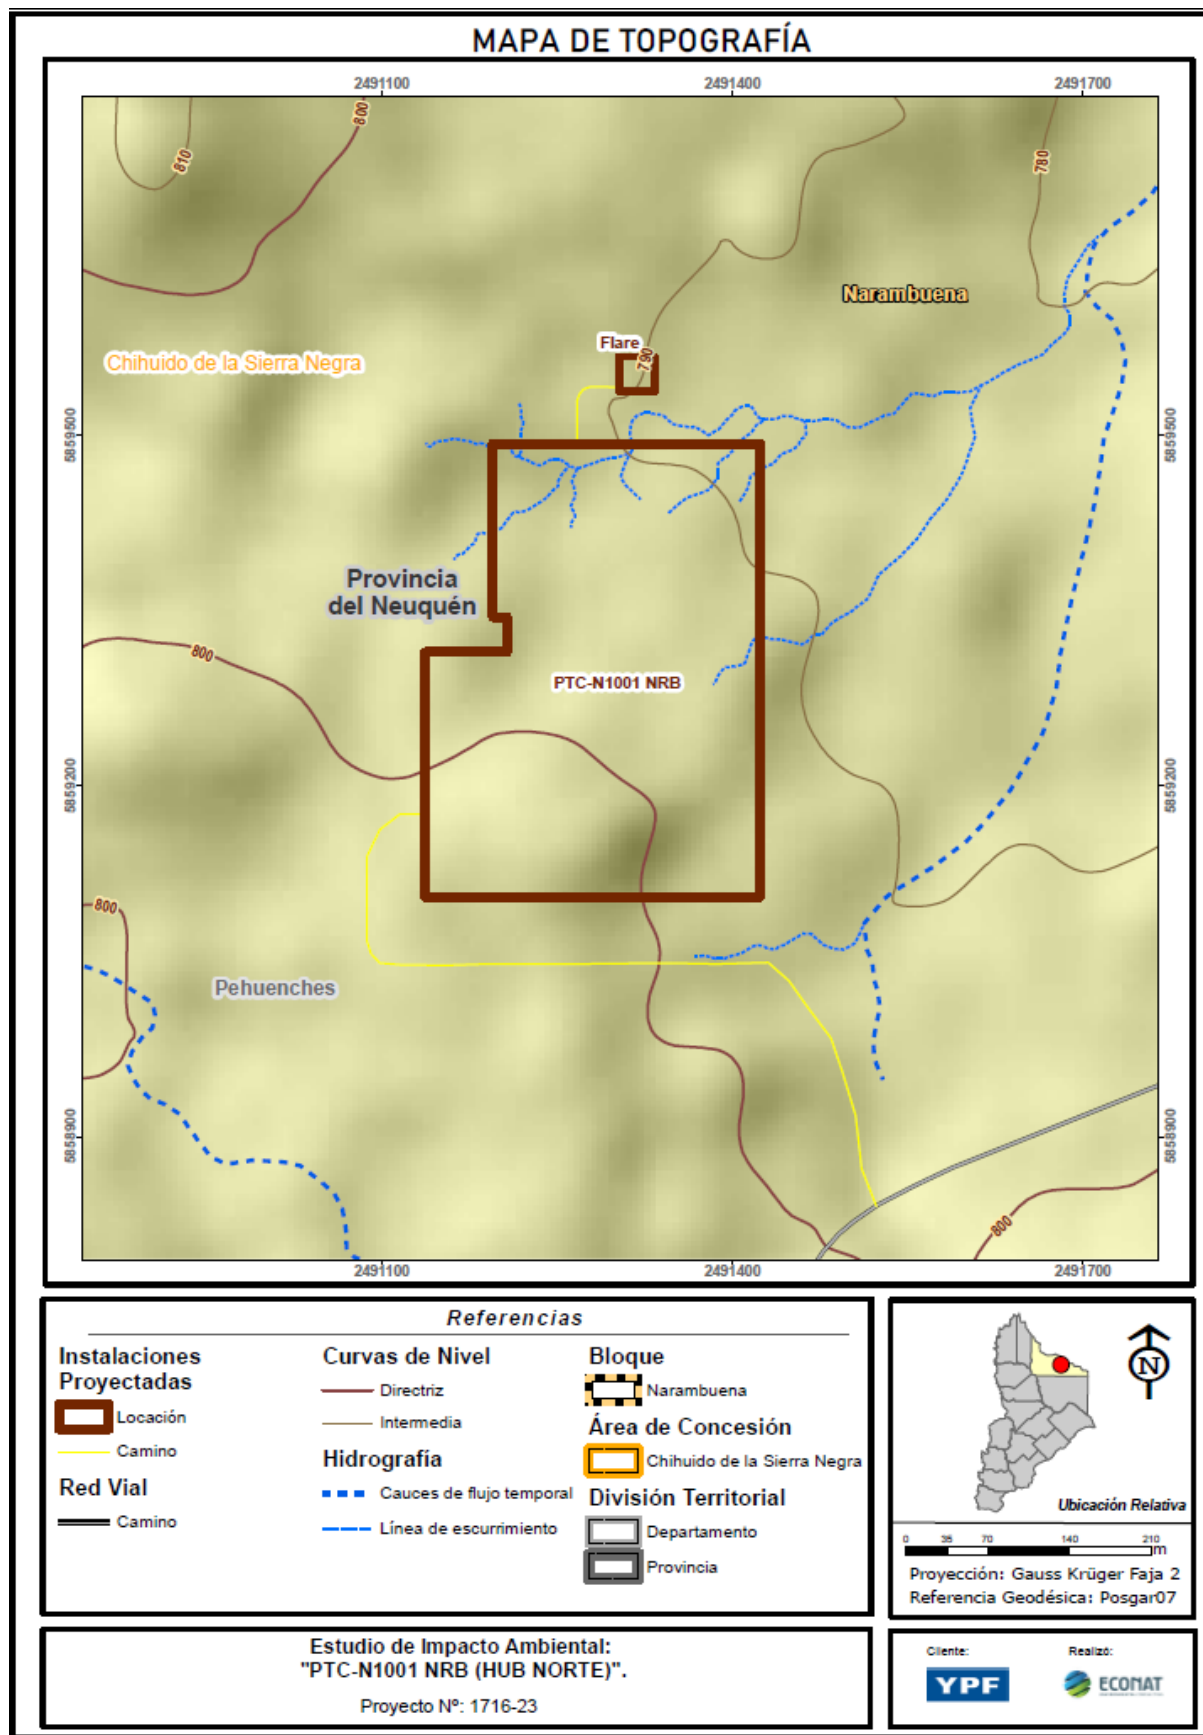 MAPA DE TOPOGRAFÍA
2491100
2491400
2491700
800
810
780
Narambuena
Chihuido de la Sierra Negra
Flare
790
5859500
5859500
Provincia
del Neuquén
800
PTC-N1001 NRB
5859200
5859200
800
Pehuenches
5858900
5858900
800
2491100
2491400
2491700
Referencias
Instalaciones
Proyectadas
Locación
Camino
Red Vial
Camino
Curvas de Nivel
Directriz
Intermedia
Hidrografía
Cauces de flujo temporal
Línea de escurrimiento
Bloque
Narambuena
Área de Concesión
Chihuido de la Sierra Negra
División Territorial
Departamento
Provincia
N
Ubicación Relativa
0 35 70 140 210
m
Proyección: Gauss Krüger Faja 2
Referencia Geodésica: Posgar07
Estudio de Impacto Ambiental:
"PTC-N1001 NRB (HUB NORTE)".
Proyecto Nº: 1716-23
Cliente:
YPF
Realizó:
ECONAT